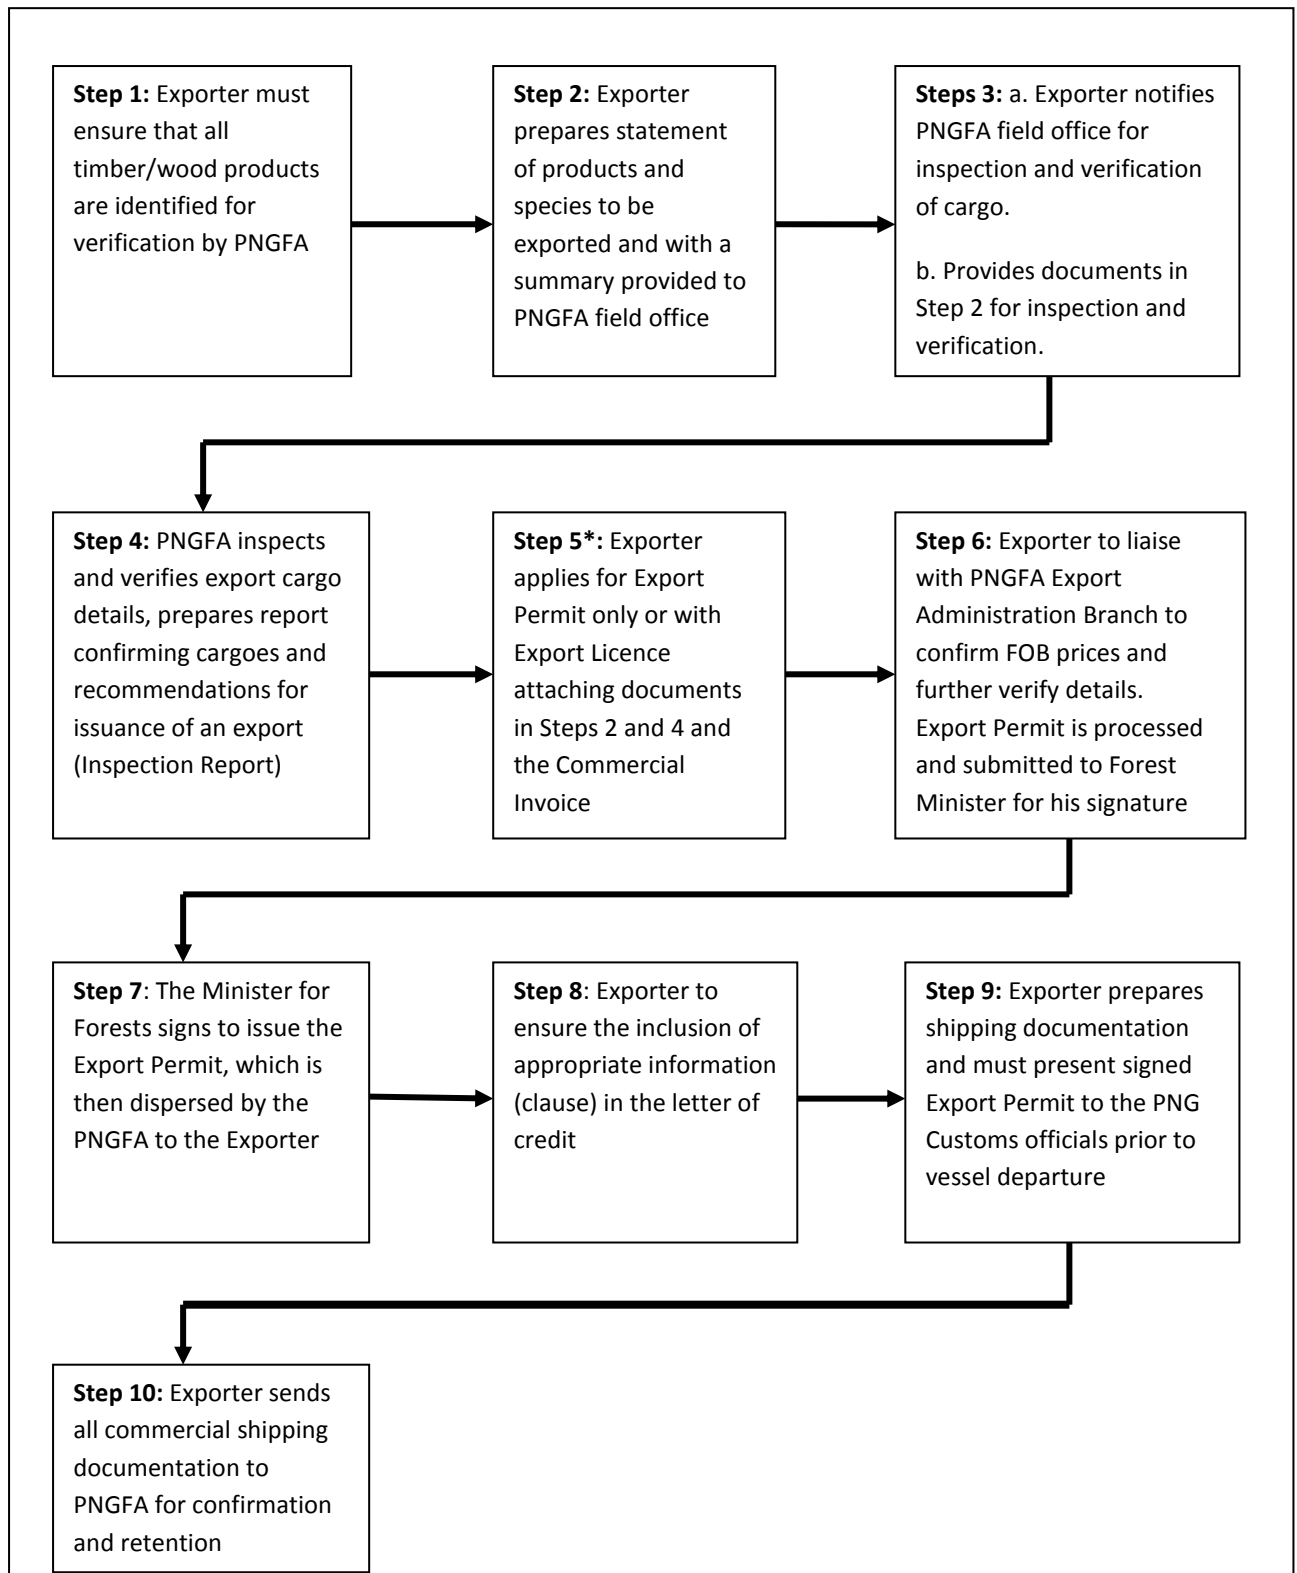 Step 1: Exporter must
ensure that all
timber/wood products
are identified for
verification by PNGFA
Step 2: Exporter
prepares statement
of products and
species to be
exported and with a
summary provided to
PNGFA field office
Steps 3: a. Exporter notifies
PNGFA field office for
inspection and verification
of cargo.
b. Provides documents in
Step 2 for inspection and
verification.
Step 4: PNGFA inspects
and verifies export cargo
details, prepares report
confirming cargoes and
recommendations for
issuance of an export
(Inspection Report)
Step 5*: Exporter
applies for Export
Permit only or with
Export Licence
attaching documents
in Steps 2 and 4 and
the Commercial
Invoice
Step 6: Exporter to liaise
with PNGFA Export
Administration Branch to
confirm FOB prices and
further verify details.
Export Permit is processed
and submitted to Forest
Minister for his signature
Step 7: The Minister for
Forests signs to issue the
Export Permit, which is
then dispersed by the
PNGFA to the Exporter
Step 8: Exporter to
ensure the inclusion of
appropriate information
(clause) in the letter of
credit
Step 9: Exporter prepares
shipping documentation
and must present signed
Export Permit to the PNG
Customs officials prior to
vessel departure
Step 10: Exporter sends
all commercial shipping
documentation to
PNGFA for confirmation
and retention